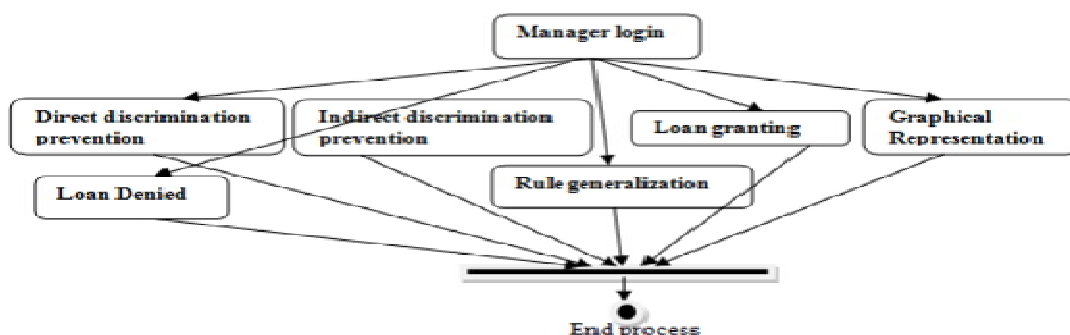 Manager login
Direct discrimination
prevention
Indirect discrimination
prevention
Loan granting
Graphical
Representation
Loan Denied
Rule generalization
End process